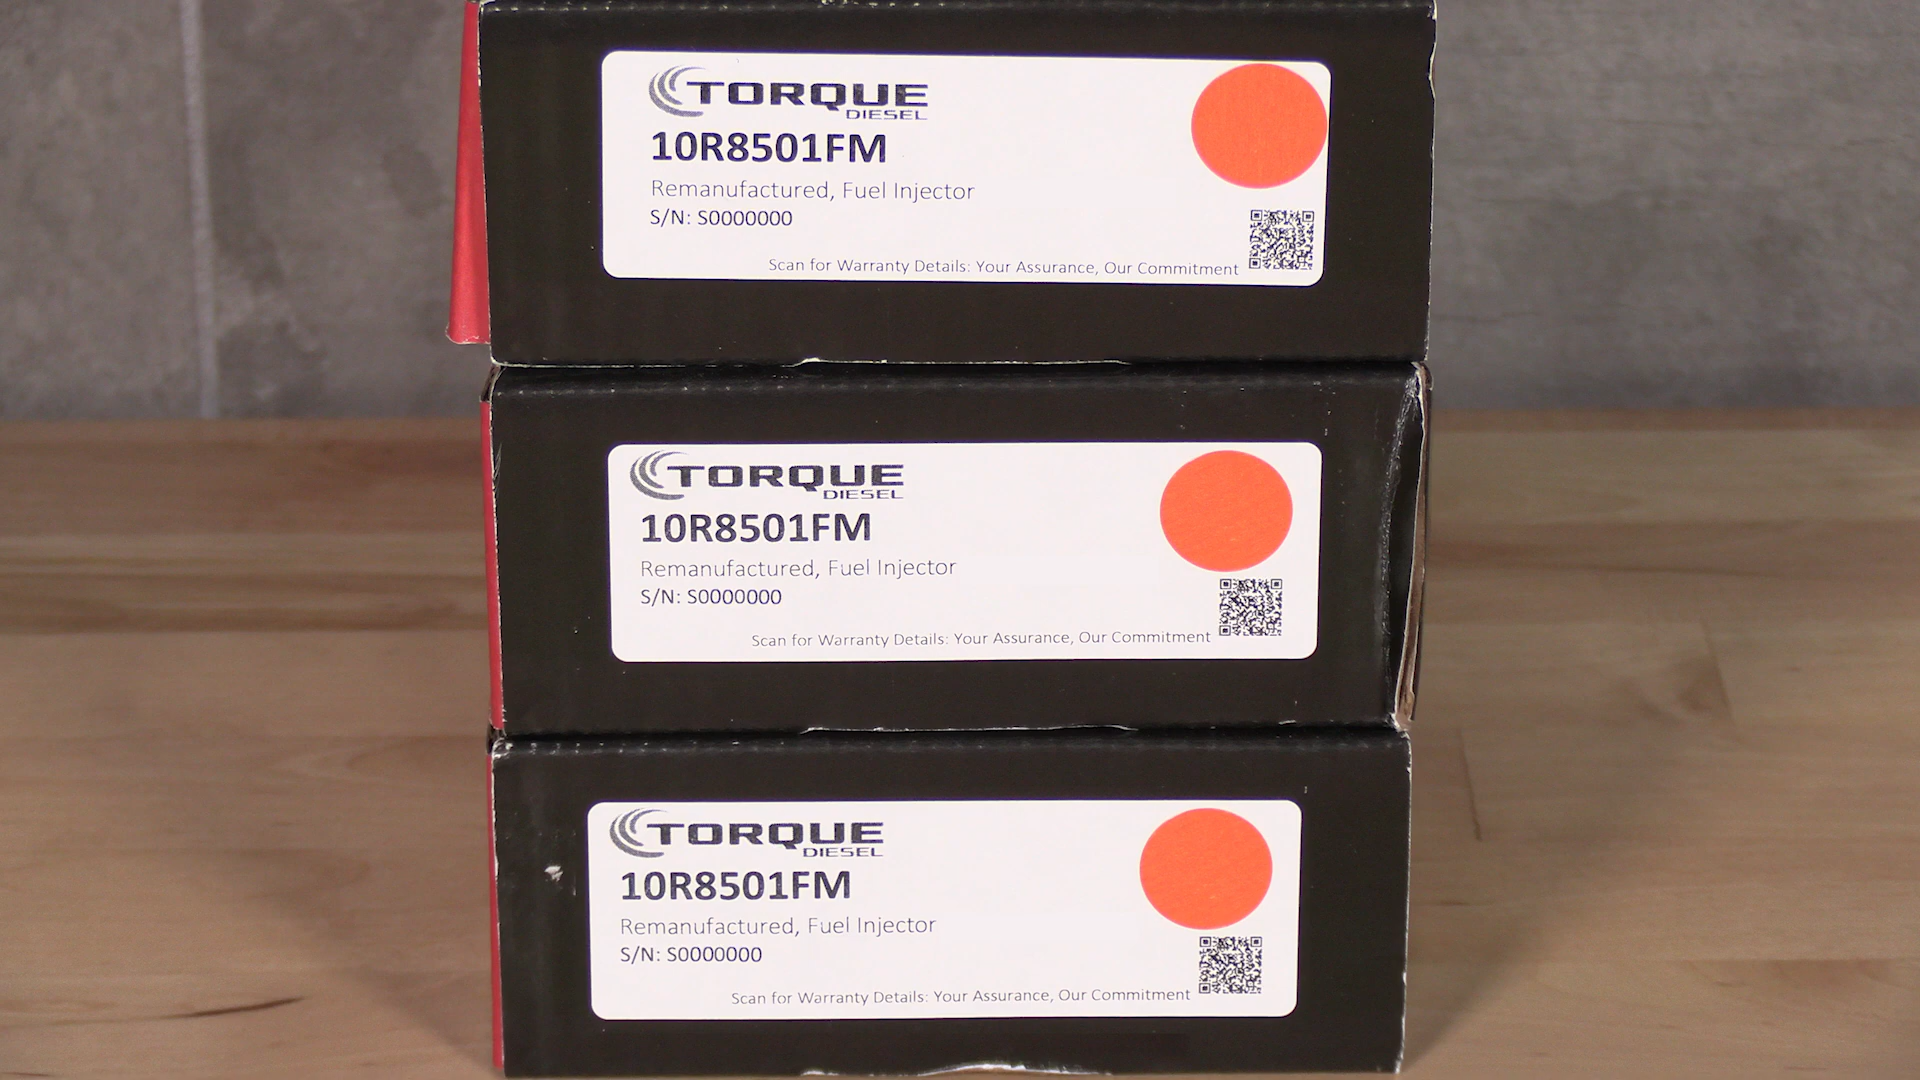 TORQUE
DIESEL
10R8501FM
Remanufactured, Fuel Injector
S/N: S0000000
Scan for Warranty Details: Your Assurance, Our Commitment
TORQUE
DIESEL
10R8501FM
Remanufactured, Fuel Injector
S/N: S0000000
Scan for Warranty Details: Your Assurance, Our Commitment
TORQUE
DIESEL
10R8501FM
Remanufactured, Fuel Injector
S/N: S0000000
Scan for Warranty Details: Your Assurance, Our Commitment